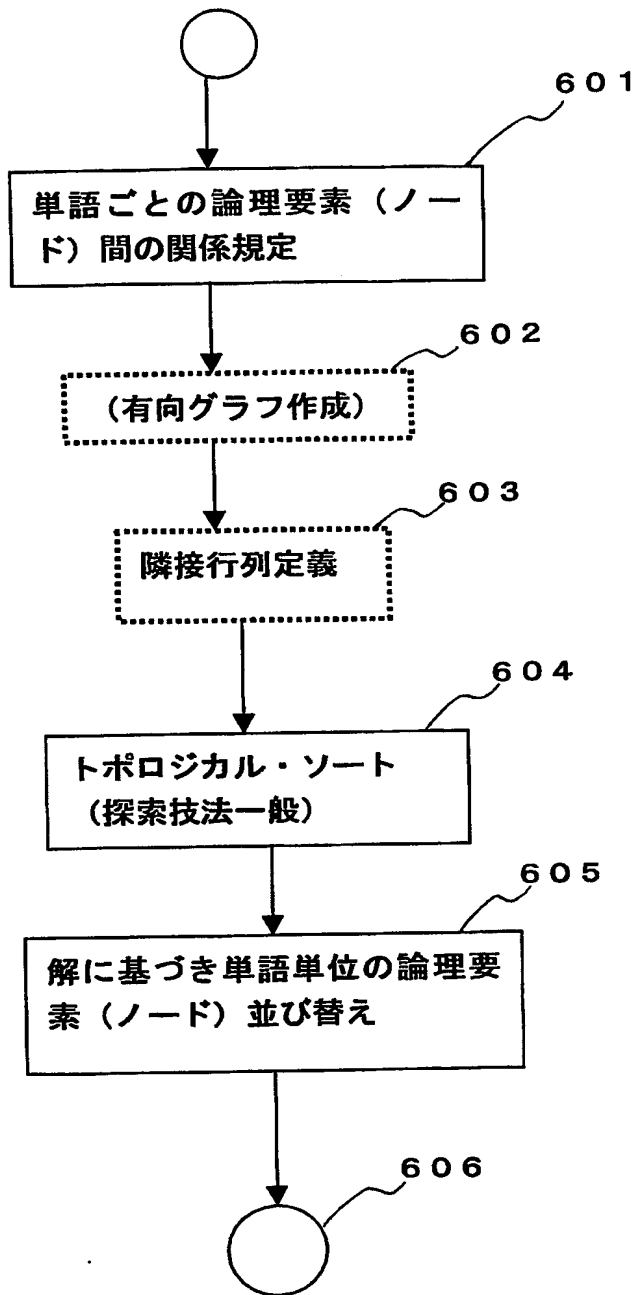 ６０１
単語ごとの論理要素（ノー
ド）間の関係規定
６０２
（有向グラフ作成）
６０３
隣接行列定義
６０４
トポロジカル・ソート
（探索技法一般）
６０５
解に基づき単語単位の論理要
素（ノード）並び替え
６０６